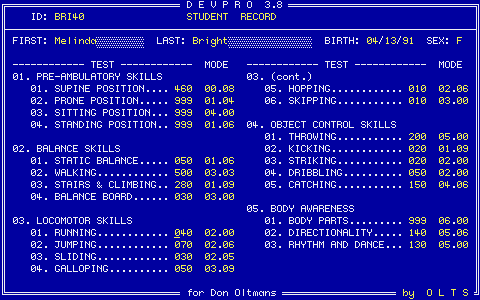 D E V P R O 3.8
ID: BRI40 STUDENT RECORD
FIRST: Melinda LAST: Bright BIRTH: 04/13/91 SEX: F
------------ TEST ------------ MODE
01. PRE-AMBULATORY SKILLS
01. SUPINE POSITION.... 460 00.08
02. PRONE POSITION..... 999 01.04
03. SITTING POSITION... 999 04.00
04. STANDING POSITION.. 999 01.06
02. BALANCE SKILLS
01. STATIC BALANCE..... 050 01.06
02. WALKING............ 500 03.03
03. STAIRS & CLIMBING.. 280 01.09
04. BALANCE BOARD...... 030 03.00
03. LOCOMOTOR SKILLS
01. RUNNING............ 040 02.00
02. JUMPING............ 070 02.06
03. SLIDING............ 030 02.05
04. GALLOPING.......... 050 03.09
------------ TEST ------------ MODE
03. (cont.)
05. HOPPING............ 010 02.06
06. SKIPPING........... 010 03.00
04. OBJECT CONTROL SKILLS
01. THROWING........... 200 05.00
02. KICKING............ 020 01.09
03. STRIKING........... 020 02.00
04. DRIBBLING.......... 050 02.00
05. CATCHING........... 150 04.06
05. BODY AWARENESS
01. BODY PARTS......... 999 06.00
02. DIRECTIONALITY..... 140 05.06
03. RHYTHM AND DANCE... 130 05.00
for Don Oltmans by O L T S